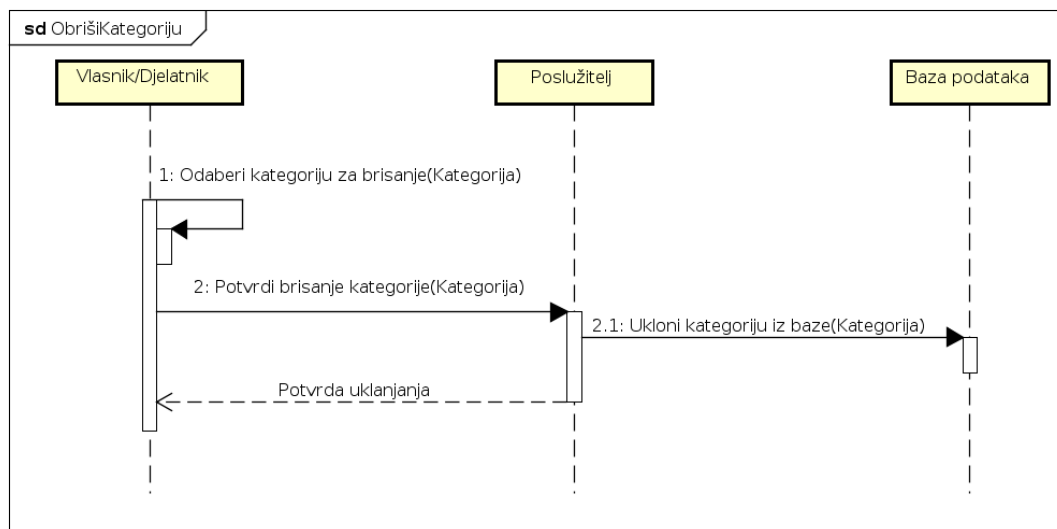 sd ObrišiKategoriju
Vlasnik/Djelatnik
Poslužitelj
Baza podataka
1: Odaberi kategoriju za brisanje(Kategorija)
2: Potvrdi brisanje kategorije(Kategorija)
2.1: Ukloni kategoriju iz baze(Kategorija)
Potvrda uklanjanja